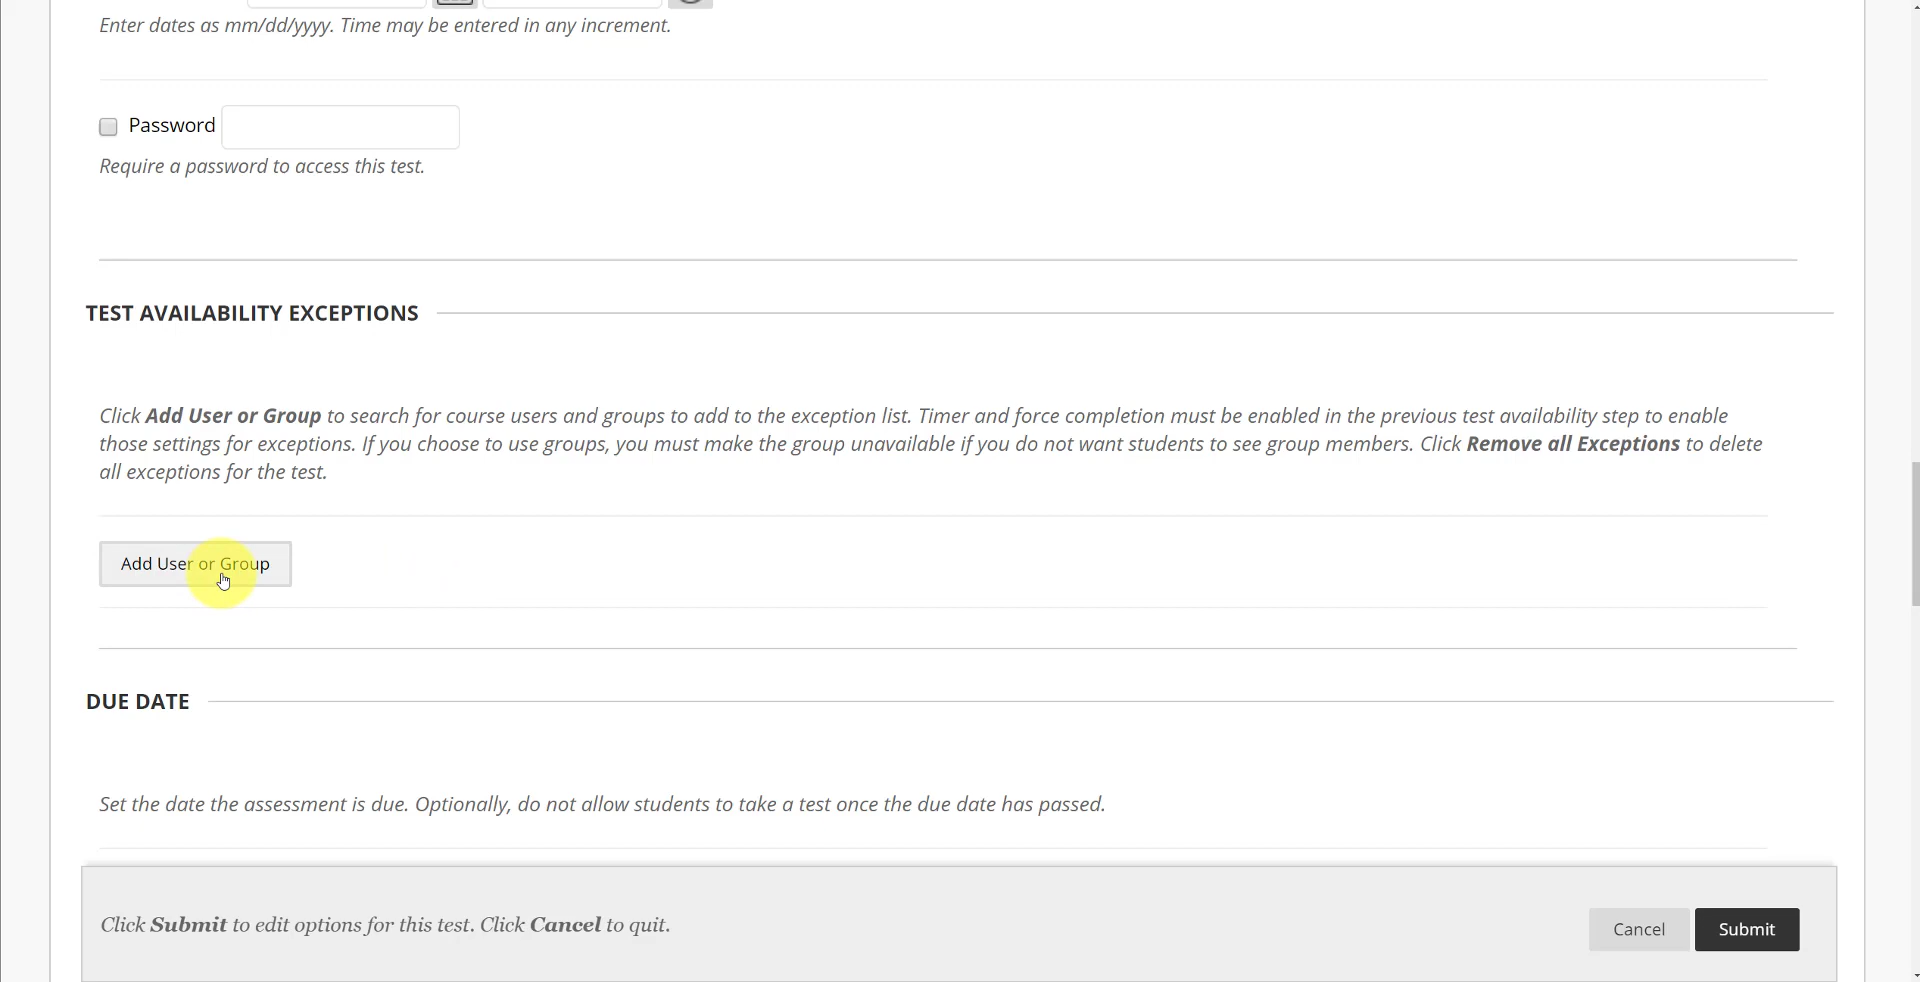 Enter dates as mm/dd/yyyy. Time may be entered in any increment.
Password
Require a password to access this test.
TEST AVAILABILITY EXCEPTIONS
Click Add User or Group to search for course users and groups to add to the exception list. Timer and force completion must be enabled in the previous test availability step to enable
those settings for exceptions. If you choose to use groups, you must make the group unavailable if you do not want students to see group members. Click Remove all Exceptions to delete
all exceptions for the test.
Add User or Group
DUE DATE
Set the date the assessment is due. Optionally, do not allow students to take a test once the due date has passed.
Click Submit to edit options for this test. Click Cancel to quit.
Cancel
Submit